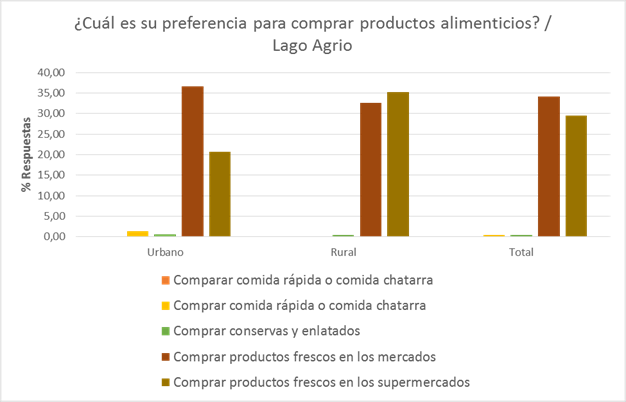 ¿Cuál es su preferencia para comprar productos alimenticios? /
Lago Agrio
% Respuestas
40,00
35,00
30,00
25,00
20,00
15,00
10,00
5,00
0,00
Urbano Rural Total
Comparar comida rápida o comida chatarra
Comprar comida rápida o comida chatarra
Comprar conservas y enlatados
Comprar productos frescos en los mercados
Comprar productos frescos en los supermercados